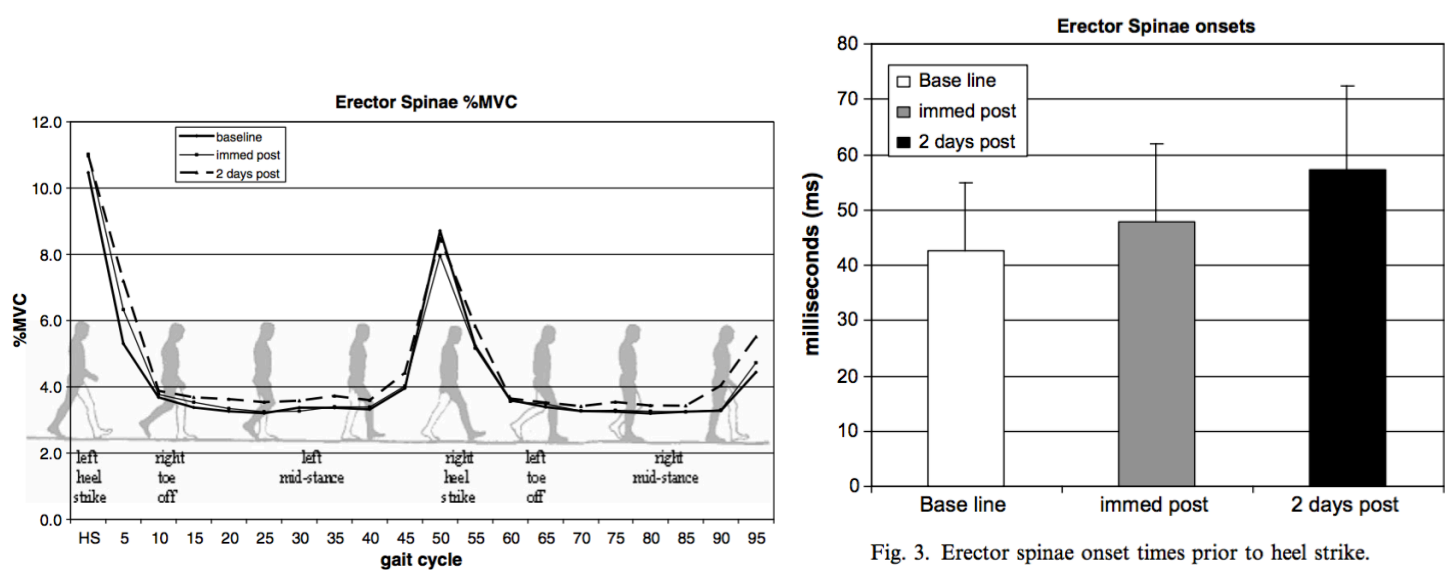 Erector Spinae %MVC
12.0
10.0
8.0
6.0
4.0
2.0
0.0
%MVC
baseline
immed post
2 days post
left heel strike
right toe off
left mid-stance
right heel strike
left toe off
right mid-stance
HS 5 10 15 20 25 30 35 40 45 50 55 60 65 70 75 80 85 90 95
gait cycle
Erector Spinae onsets
80
70
60
50
40
30
20
10
0
milliseconds (ms)
Base line
immed post
2 days post
Base line immed post 2 days post
Fig. 3. Erector spinae onset times prior to heel strike.